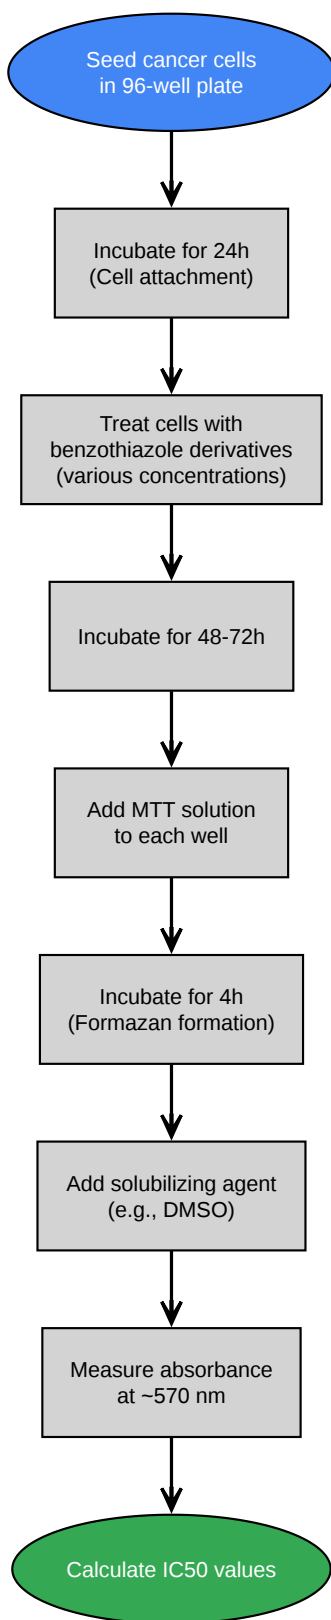 Seed cancer cells
in 96-well plate
Incubate for 24h
(Cell attachment)
Treat cells with
benzothiazole derivatives
(various concentrations)
Incubate for 48-72h
Add MTT solution
to each well
Incubate for 4h
(Formazan formation)
Add solubilizing agent
(e.g., DMSO)
Measure absorbance
at ~570 nm
Calculate IC50 values